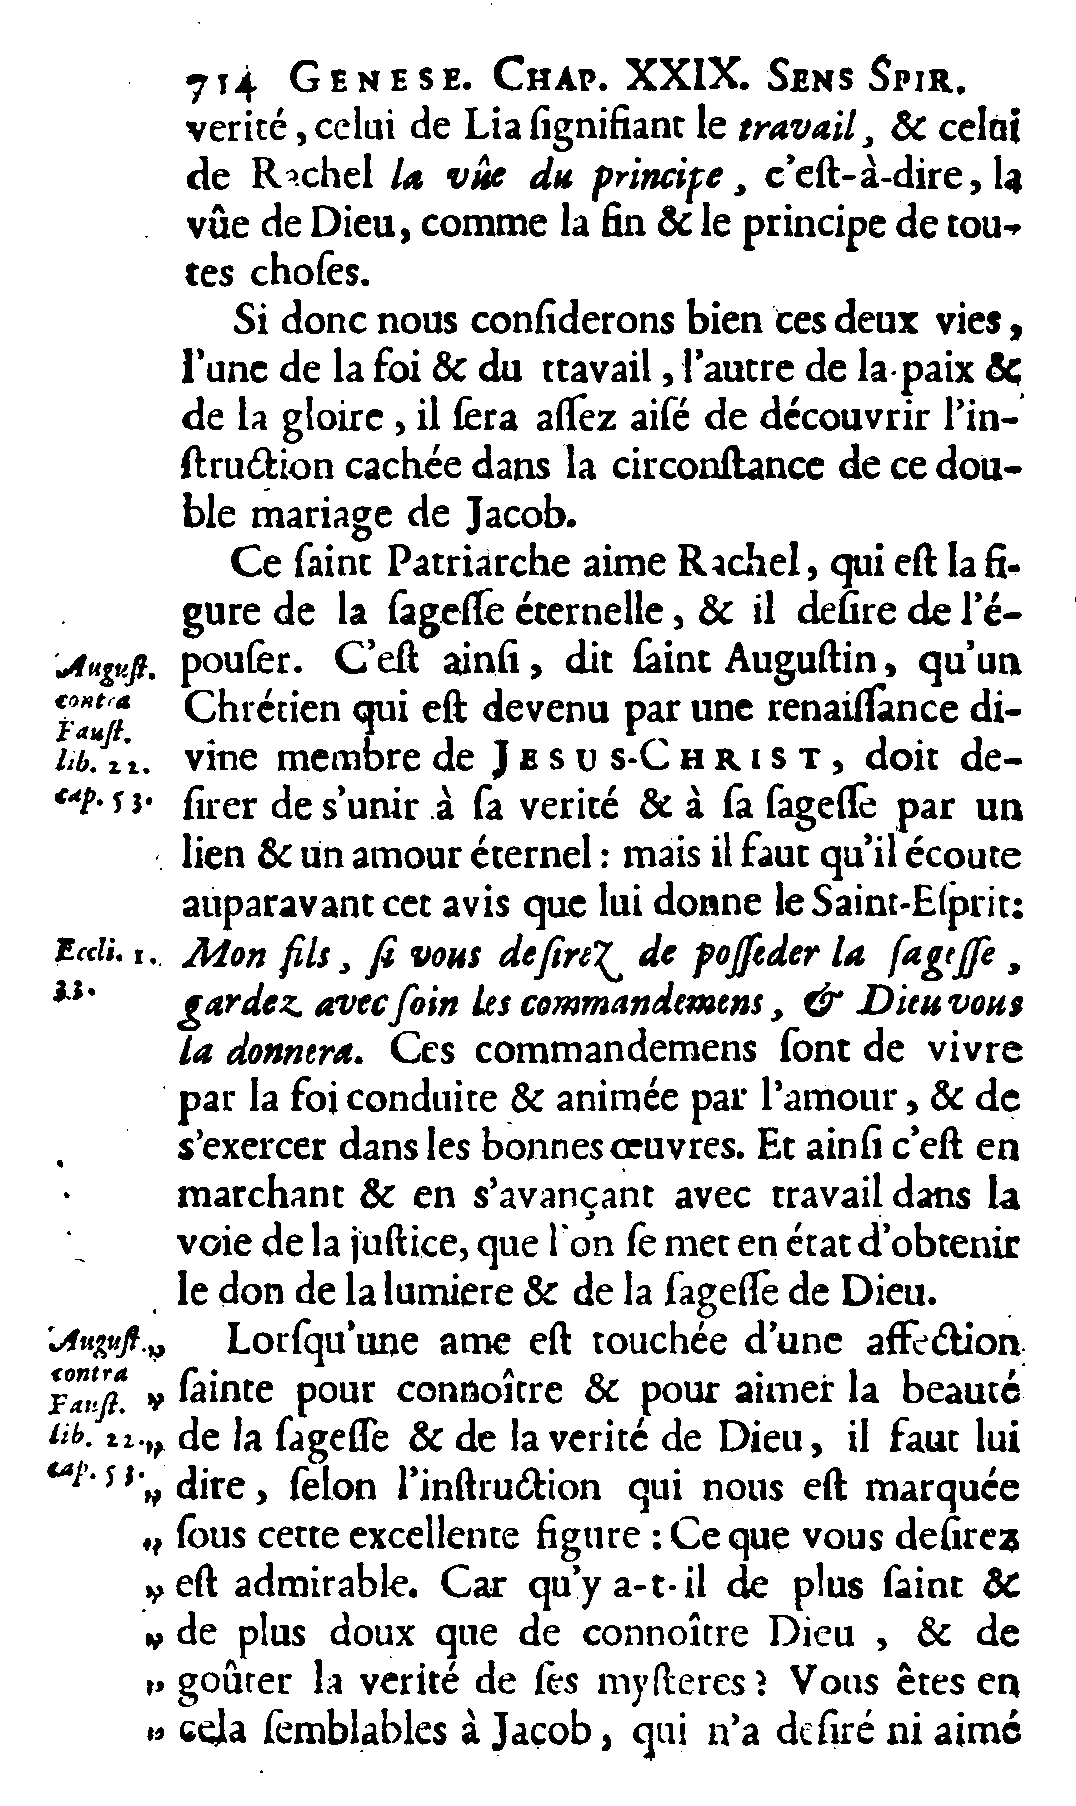 714 GENESE. CHAP. XXIX. SENS SPIR.
verité, celui de Lia ſignifiant le travail, & celui
de Rachel la vûe du principe, c'eſt-à-dire, la
vûe de Dieu, comme la fin & le principe de tou-
tes choſes.
Si donc nous conſiderons bien ces deux vies,
l'une de la foi & du ttavail, l'autre de la paix &
de la gloire, il ſera aſſez aiſé de découvrir l'in-
ſtruction cachée dans la circonſtance de ce dou-
ble mariage de Jacob.
Ce ſaint Patriarche aime Rachel, qui eſt la fi-
gure de la ſageſſe éternelle, & il deſire de l'é-
pouſer. C'eſt ainſi, dit ſaint Auguſtin, qu'un
Chrétien qui eſt devenu par une renaiſſance di-
vine membre de JESUS-CHRIST, doit de-
ſirer de s'unir à ſa verité & à ſa ſageſſe par un
lien & un amour éternel: mais il faut qu'il écoute
auparavant cet avis que lui donne le Saint-Eſprit:
Mon fils, ſi vous deſirez de poſſeder la ſageſſe,
gardez avec ſoin les commandemens, & Dieu vous
la donnera. Ces commandemens ſont de vivre
par la foi conduite & animée par l'amour, & de
s'exercer dans les bonnes œuvres. Et ainſi c'eſt en
marchant & en s'avançant avec travail dans la
voie de la juſtice, que l'on ſe met en état d'obtenir
le don de la lumiere & de la ſageſſe de Dieu.
„ Lorſqu'une ame eſt touchée d'une affection
„ ſainte pour connoître & pour aimer la beauté
„ de la ſageſſe & de la verité de Dieu, il faut lui
„ dire, ſelon l'inſtruction qui nous eſt marquée
„ ſous cette excellente figure: Ce que vous deſirez
„ eſt admirable. Car qu'y a-t-il de plus ſaint &
„ de plus doux que de connoître Dieu, & de
„ goûter la verité de ſes myſteres? Vous êtes en
„ cela ſemblables à Jacob, qui n'a deſiré ni aimé
Auguſt.
contra
Fauſt.
lib. 22.
cap. 53.
Eccli. 1.
33.
Auguſt.
contra
Fauſt.
lib. 22.
cap. 53.